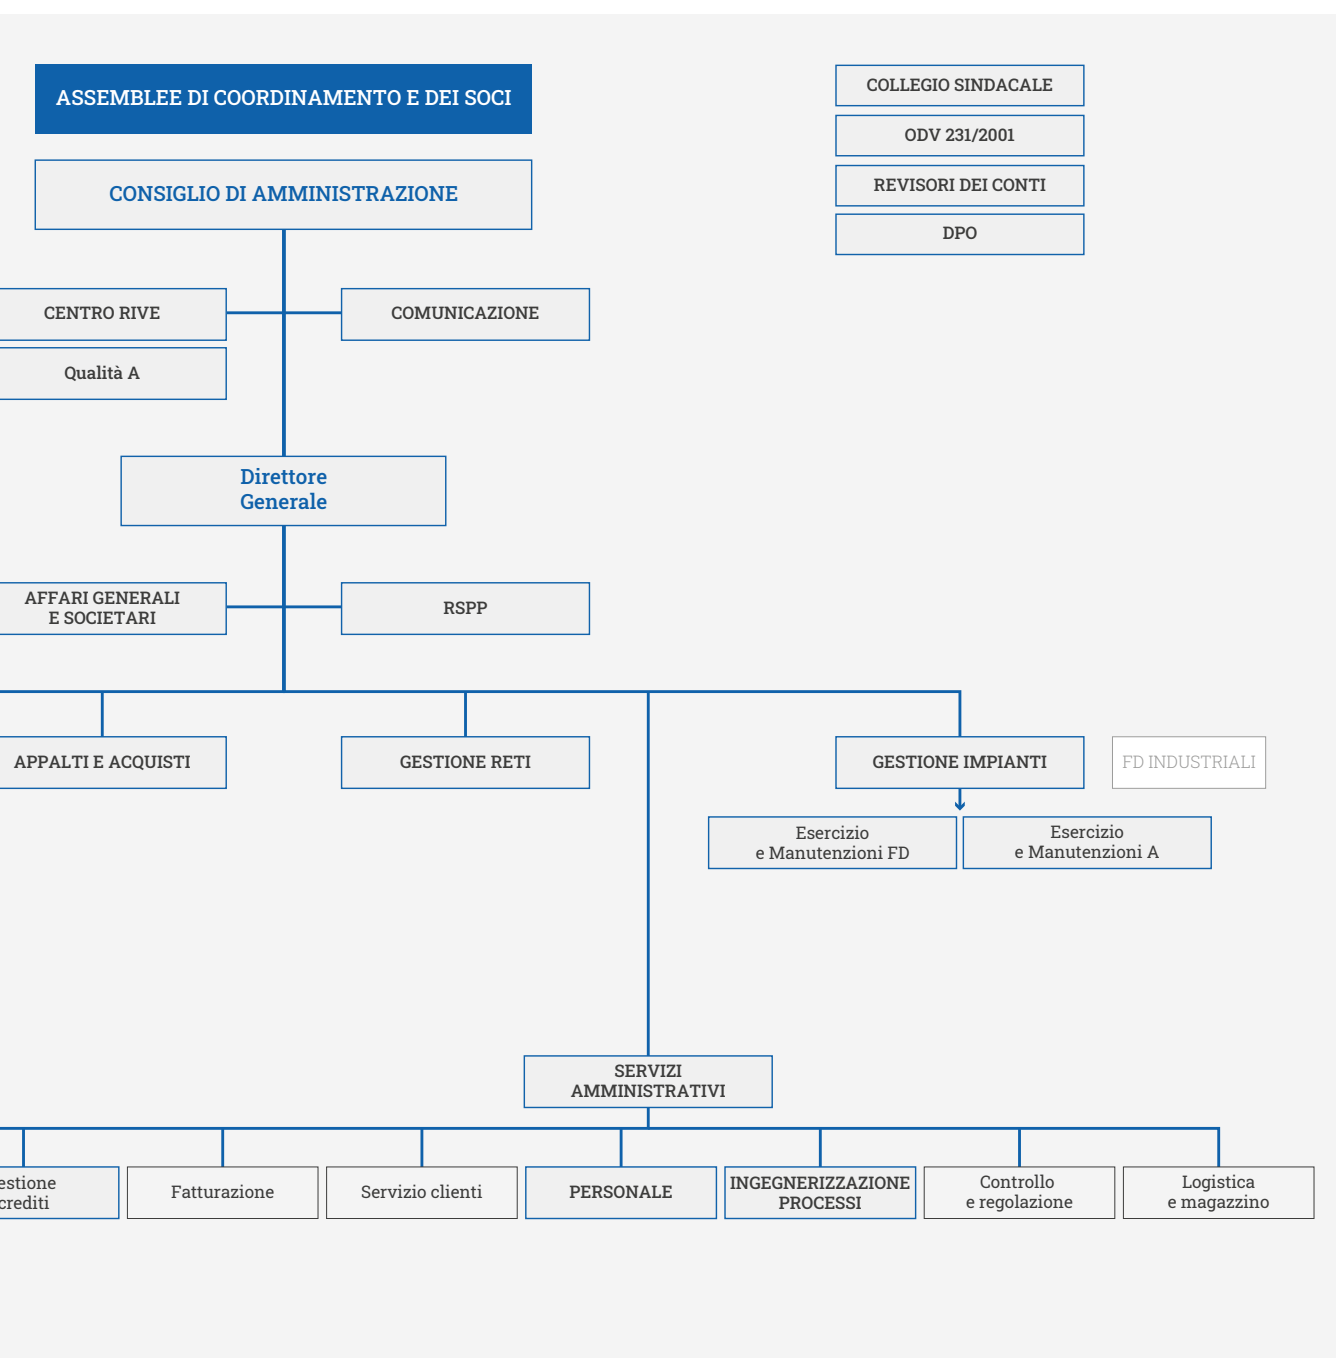 ASSEMBLEE DI COORDINAMENTO E DEI SOCI
COLLEGIO SINDACALE
ODV 231/2001
REVISORI DEI CONTI
DPO
CONSIGLIO DI AMMINISTRAZIONE
CENTRO RIVE
COMUNICAZIONE
Qualità A
Direttore
Generale
AFFARI GENERALI
E SOCIETARI
RSPP
APPALTI E ACQUISTI
GESTIONE RETI
GESTIONE IMPIANTI
FD INDUSTRIALI
Esercizio
e Manutenzioni FD
Esercizio
e Manutenzioni A
SERVIZI
AMMINISTRATIVI
estione
crediti
Fatturazione
Servizio clienti
PERSONALE
INGEGNERIZZAZIONE
PROCESSI
Controllo
e regolazione
Logistica
e magazzino